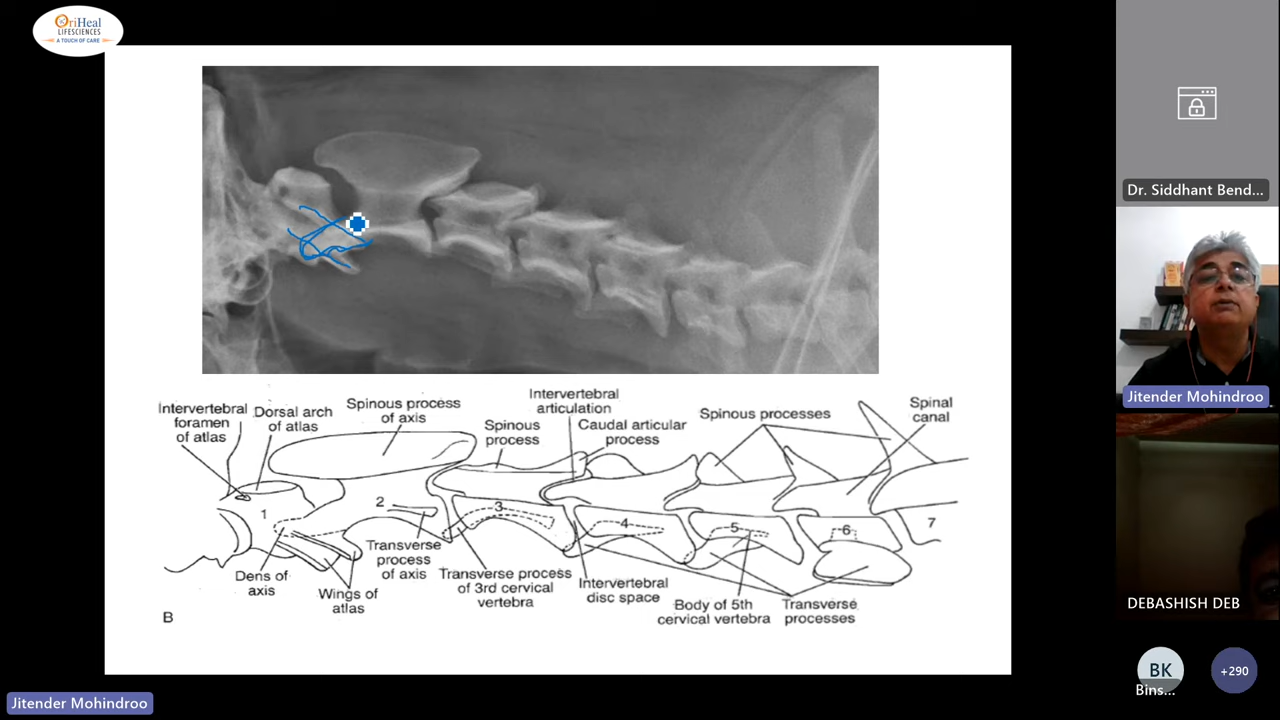 OriHeal
LIFESCIENCES
A TOUCH OF CARE
Intervertebral
foramen
of atlas
Dorsal arch
of atlas
Spinous process
of axis
Spinous
process
Intervertebral
articulation
Caudal articular
process
Spinous processes
Spinal
canal
1
2
3
4
5
6
7
Dens of
axis
Wings of
atlas
Transverse
process
of axis
Transverse process
of 3rd cervical
vertebra
Intervertebral
disc space
Body of 5th
cervical vertebra
Transverse
processes
B
Dr. Siddhant Bend...
Jitender Mohindroo
DEBASHISH DEB
BK
Bins...
+290
Jitender Mohindroo